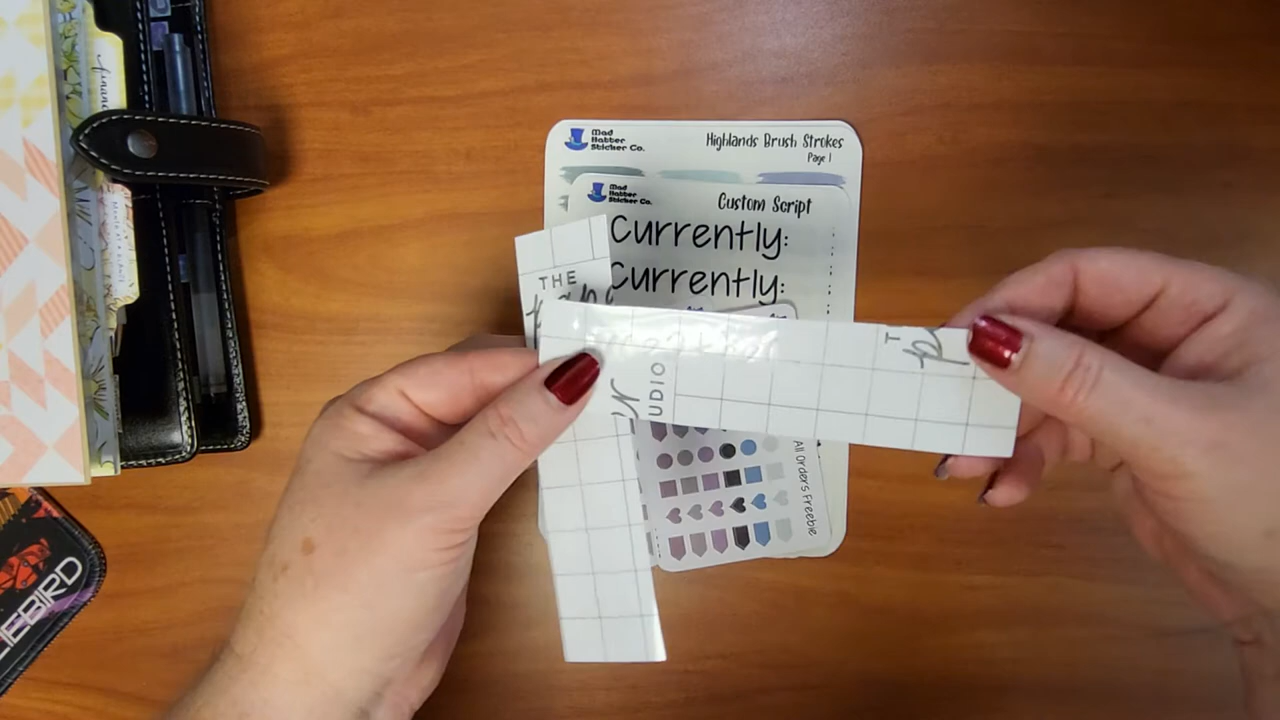 Mad
Hatter
Sticker Co.
Highlands Brush Strokes
Page 1
Mad
Hatter
Sticker Co.
Custom Script
Currently:
Currently:
THE
UDIO
All Orders Freebie
IEBIRD